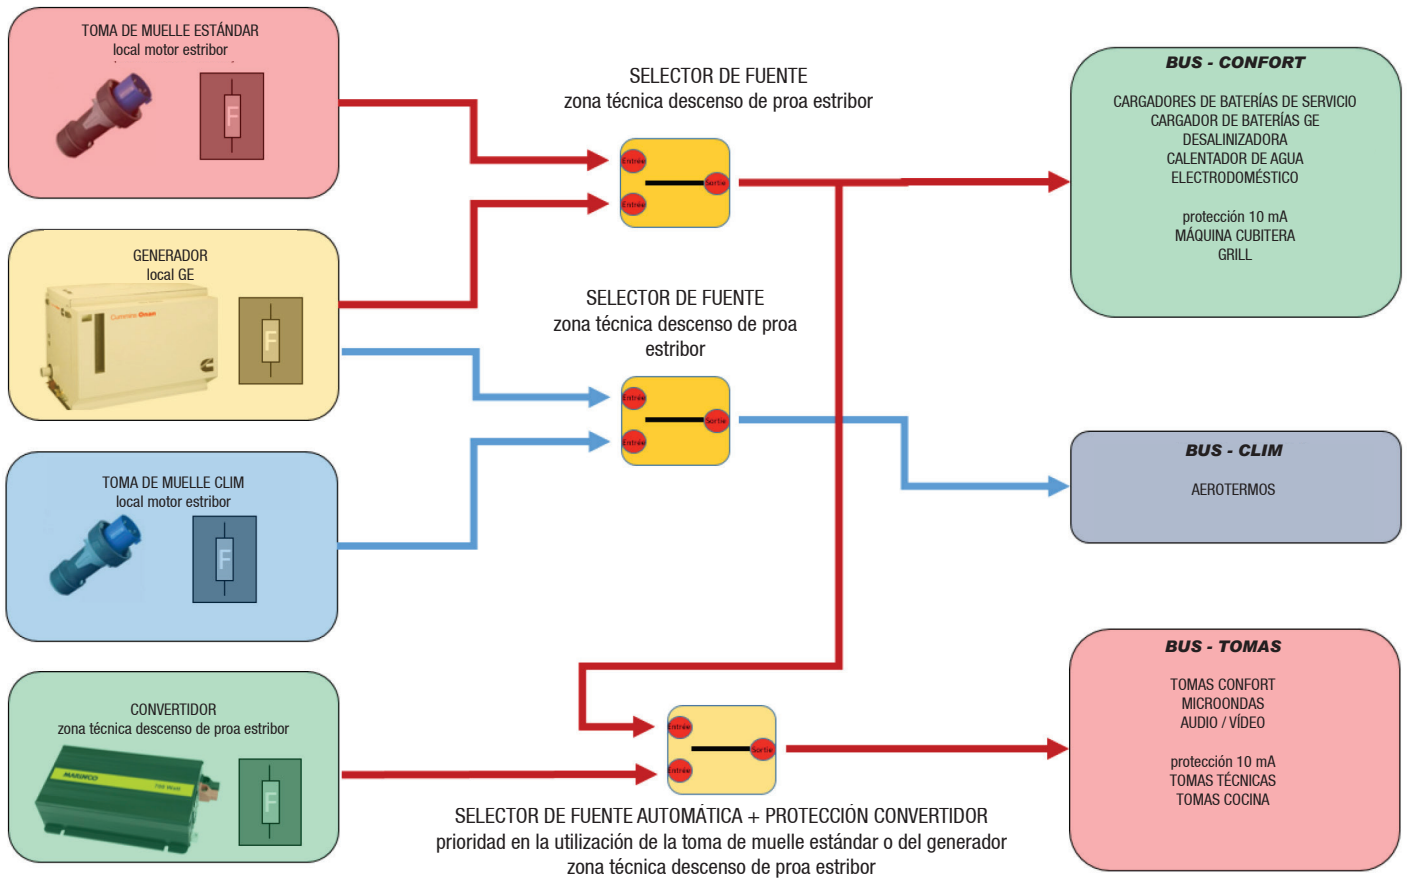 TOMA DE MUELLE ESTÁNDAR
local motor estribor
F
GENERADOR
local GE
Cummins Onan
F
TOMA DE MUELLE CLIM
local motor estribor
F
CONVERTIDOR
zona técnica descenso de proa estribor
MARINCO
700 Watt
F
SELECTOR DE FUENTE
zona técnica descenso de proa estribor
Entrée
Sortie
Entrée
SELECTOR DE FUENTE
zona técnica descenso de proa
estribor
Entrée
Sortie
Entrée
Entrée
Sortie
Entrée
SELECTOR DE FUENTE AUTOMÁTICA + PROTECCIÓN CONVERTIDOR
prioridad en la utilización de la toma de muelle estándar o del generador
zona técnica descenso de proa estribor
BUS - CONFORT
CARGADORES DE BATERÍAS DE SERVICIO
CARGADOR DE BATERÍAS GE
DESALINIZADORA
CALENTADOR DE AGUA
ELECTRODOMÉSTICO
protección 10 mA
MÁQUINA CUBITERA
GRILL
BUS - CLIM
AEROTERMOS
BUS - TOMAS
TOMAS CONFORT
MICROONDAS
AUDIO / VÍDEO
protección 10 mA
TOMAS TÉCNICAS
TOMAS COCINA